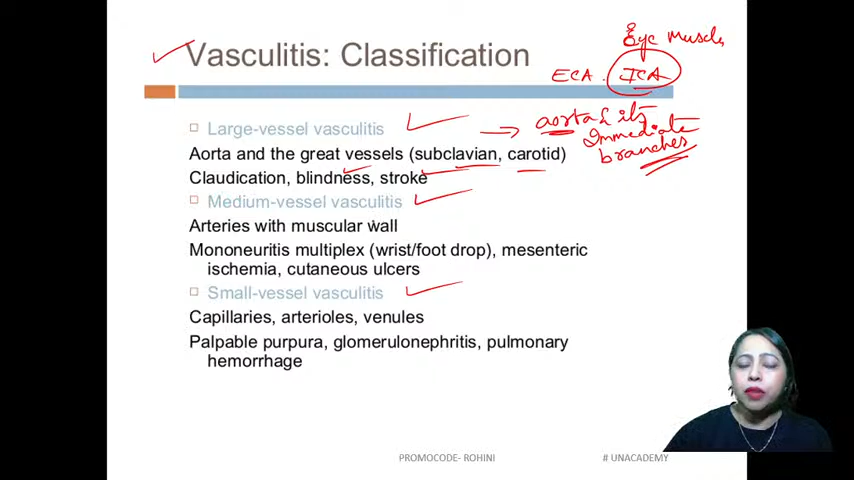 Eye Muscles
Vasculitis: Classification
ECA. ICA
Large-vessel vasculitis
aorta & its
Immediate
branches
Aorta and the great vessels (subclavian, carotid)
Claudication, blindness, stroke
Medium-vessel vasculitis
Arteries with muscular wall
Mononeuritis multiplex (wrist/foot drop), mesenteric
ischemia, cutaneous ulcers
Small-vessel vasculitis
Capillaries, arterioles, venules
Palpable purpura, glomerulonephritis, pulmonary
hemorrhage
PROMOCODE- ROHINI # UNACADEMY